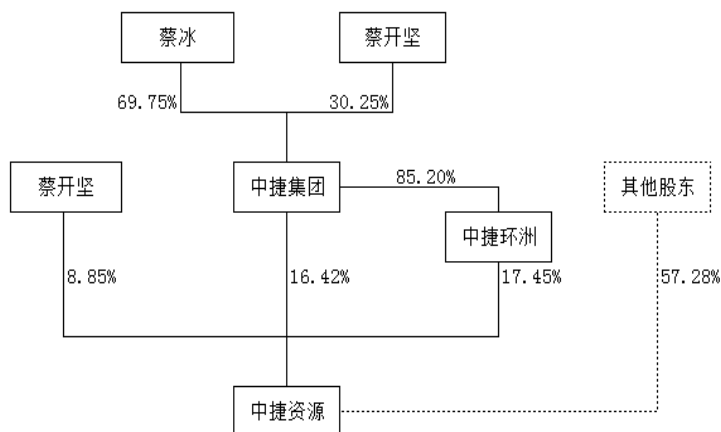 蔡冰
蔡开坚
69.75%
30.25%
蔡开坚
中捷集团
85.20%
其他股东
中捷环洲
8.85%
16.42%
17.45%
57.28%
中捷资源